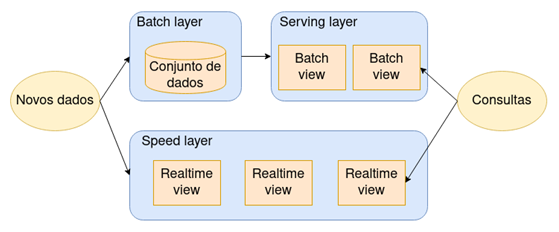 Batch layer
Serving layer
Conjunto de
dados
Batch
view
Batch
view
Novos dados
Consultas
Speed layer
Realtime
view
Realtime
view
Realtime
view